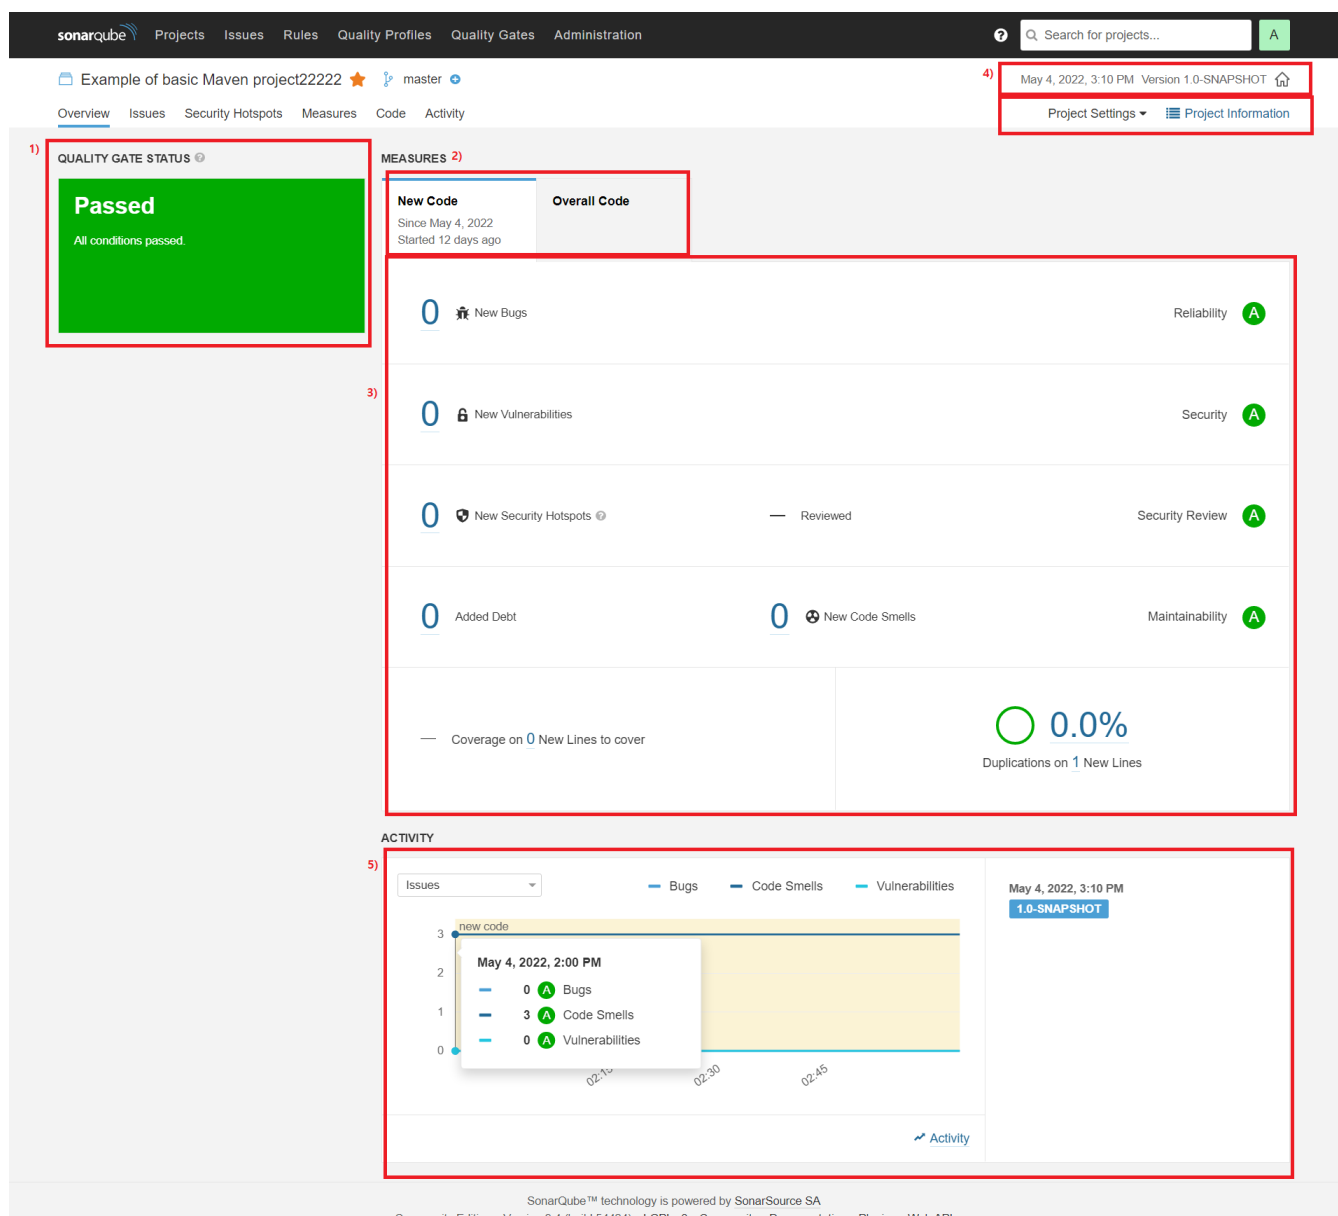 sonarqube Projects Issues Rules Quality Profiles Quality Gates Administration ? Search for projects... A
Example of basic Maven project22222 master 4) May 4, 2022, 3:10 PM Version 1.0-SNAPSHOT
Overview Issues Security Hotspots Measures Code Activity Project Settings Project Information
1) QUALITY GATE STATUS ? MEASURES 2)
Passed
All conditions passed.
New Code Overall Code
Since May 4, 2022
Started 12 days ago
0 New Bugs Reliability A
3)
0 New Vulnerabilities Security A
0 New Security Hotspots ? — Reviewed Security Review A
0 Added Debt 0 New Code Smells Maintainability A
— Coverage on 0 New Lines to cover
0.0%
Duplications on 1 New Lines
ACTIVITY
5)
Issues Bugs Code Smells Vulnerabilities
May 4, 2022, 3:10 PM
1.0-SNAPSHOT
new code
3
2
1
0
May 4, 2022, 2:00 PM
0 A Bugs
3 A Code Smells
0 A Vulnerabilities
02:30 02:45
Activity
SonarQube™ technology is powered by SonarSource SA